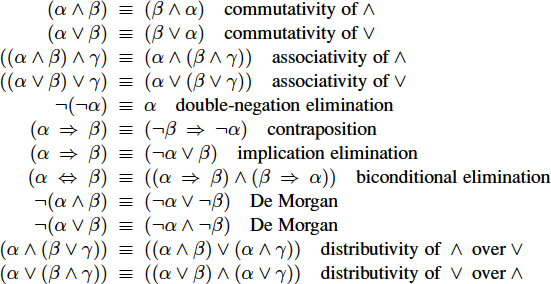 (α ∧ β) ≡ (β ∧ α) commutativity of ∧
(α ∨ β) ≡ (β ∨ α) commutativity of ∨
((α ∧ β) ∧ γ) ≡ (α ∧ (β ∧ γ)) associativity of ∧
((α ∨ β) ∨ γ) ≡ (α ∨ (β ∨ γ)) associativity of ∨
¬(¬α) ≡ α double-negation elimination
(α ⇒ β) ≡ (¬β ⇒ ¬α) contraposition
(α ⇒ β) ≡ (¬α ∨ β) implication elimination
(α ⇔ β) ≡ ((α ⇒ β) ∧ (β ⇒ α)) biconditional elimination
¬(α ∧ β) ≡ (¬α ∨ ¬β) De Morgan
¬(α ∨ β) ≡ (¬α ∧ ¬β) De Morgan
(α ∧ (β ∨ γ)) ≡ ((α ∧ β) ∨ (α ∧ γ)) distributivity of ∧ over ∨
(α ∨ (β ∧ γ)) ≡ ((α ∨ β) ∧ (α ∨ γ)) distributivity of ∨ over ∧